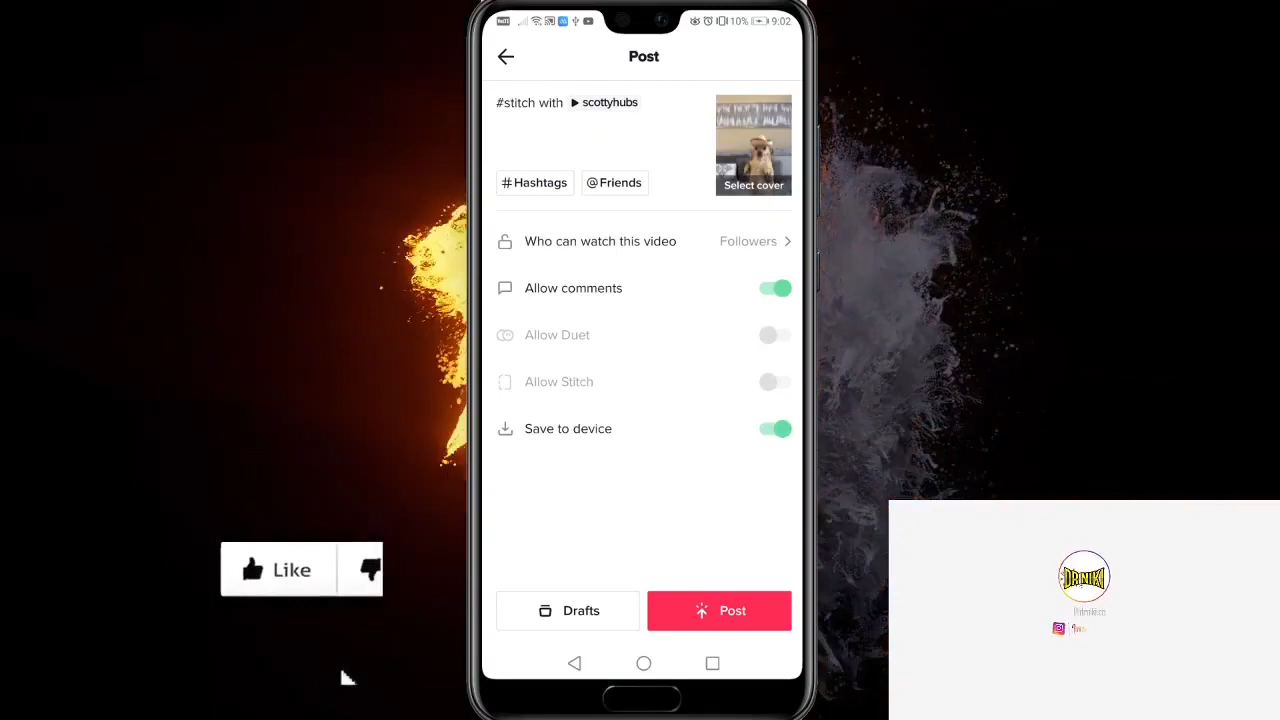 10% 9:02
Post
#stitch with scottyhubs
Select cover
#Hashtags @Friends
Who can watch this video Followers
Allow comments
Allow Duet
Allow Stitch
Save to device
Drafts Post
Like
DRNIKI